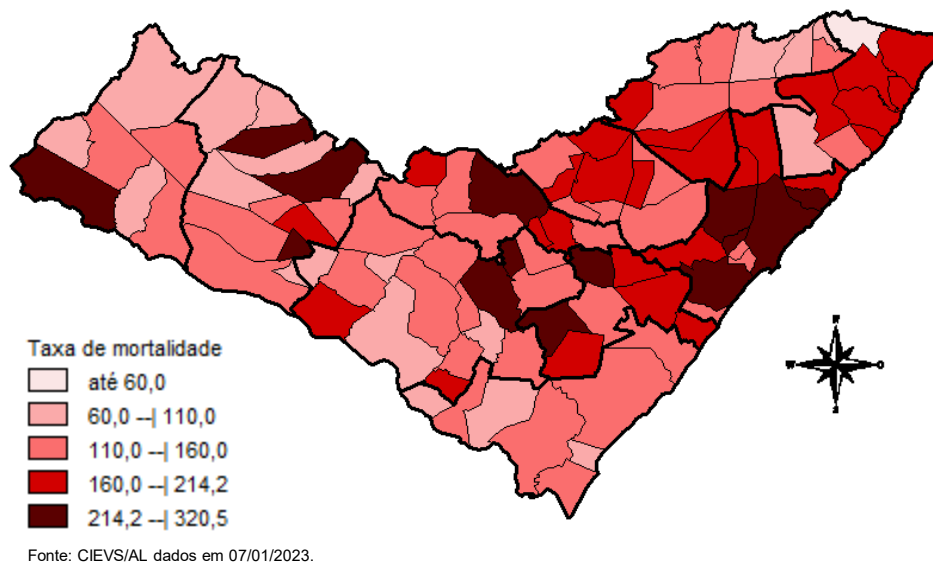 N
W
O
S
Taxa de mortalidade
até 60,0
60,0 --| 110,0
110,0 --| 160,0
160,0 --| 214,2
214,2 --| 320,5
Fonte: CIEVS/AL dados em 07/01/2023.